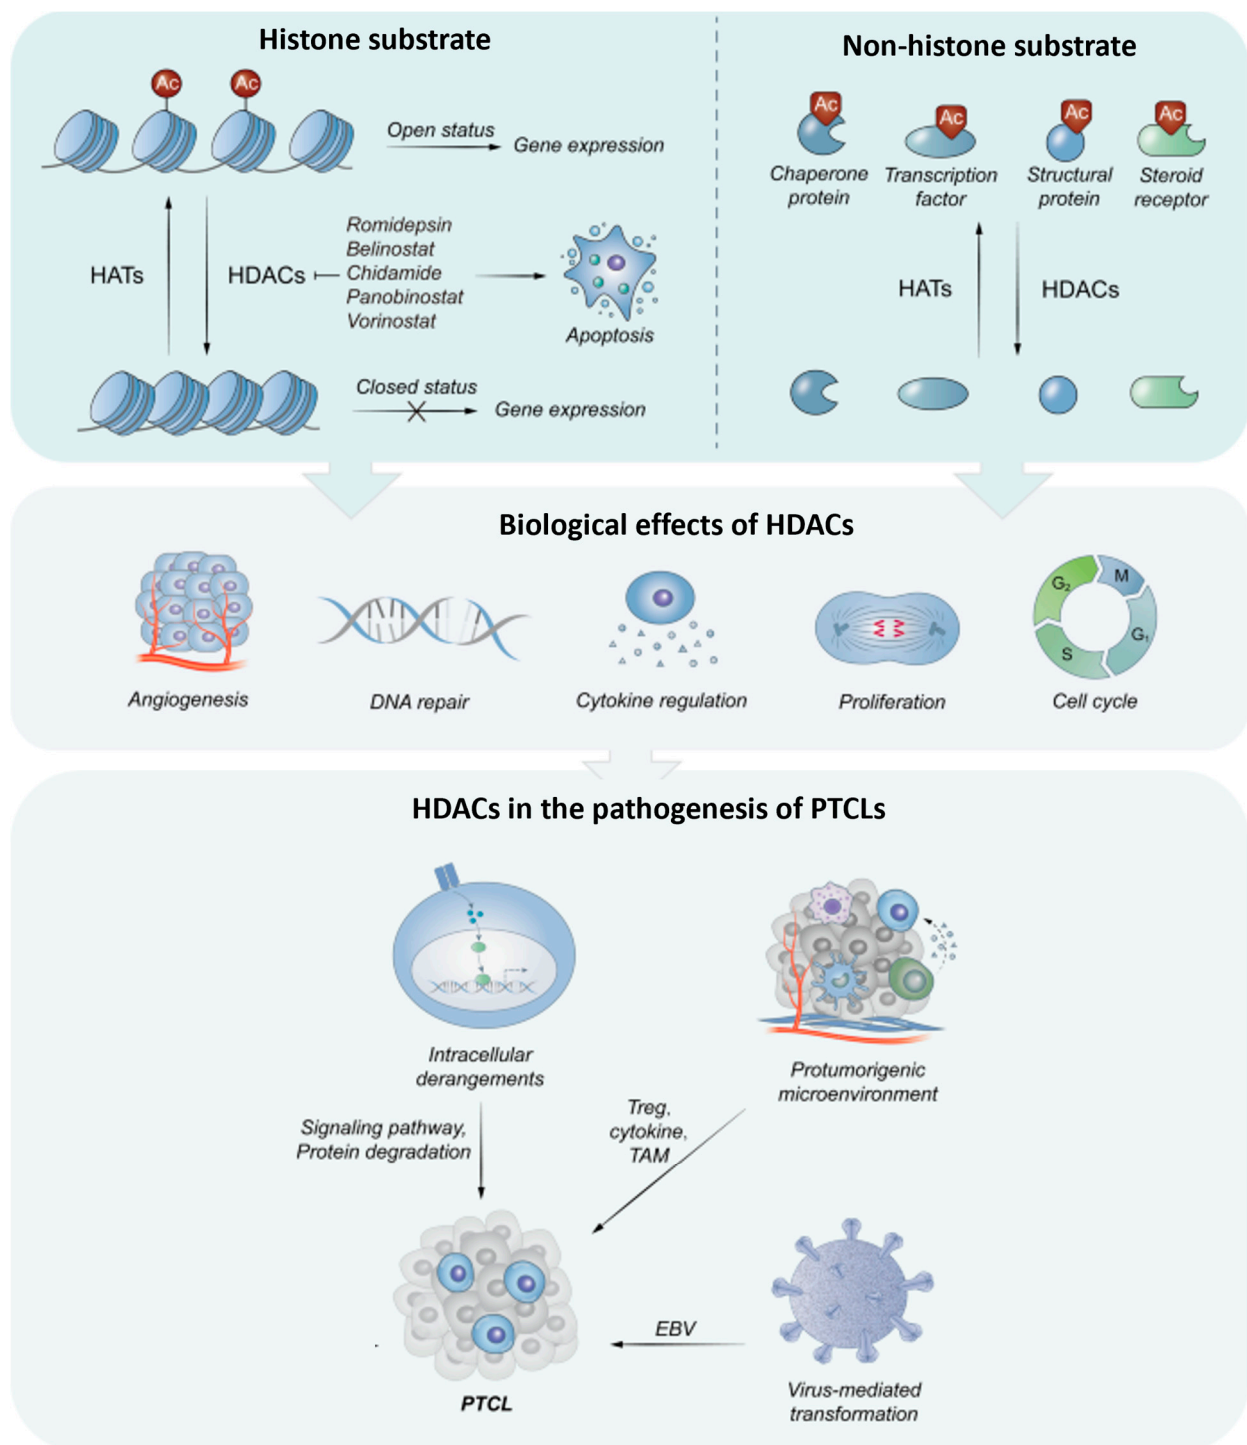 Histone substrate
Ac
Ac
Open status
Gene expression
HATs
HDACs
Romidepsin
Belinostat
Chidamide
Panobinostat
Vorinostat
Apoptosis
Closed status
Gene expression
Non-histone substrate
Ac
Ac
Ac
Ac
Chaperone
protein
Transcription
factor
Structural
protein
Steroid
receptor
HATs
HDACs
Biological effects of HDACs
G₂
M
G₁
S
Angiogenesis
DNA repair
Cytokine regulation
Proliferation
Cell cycle
HDACs in the pathogenesis of PTCLs
Intracellular
derangements
Protumorigenic
microenvironment
Signaling pathway,
Protein degradation
Treg,
cytokine,
TAM
EBV
PTCL
Virus-mediated
transformation